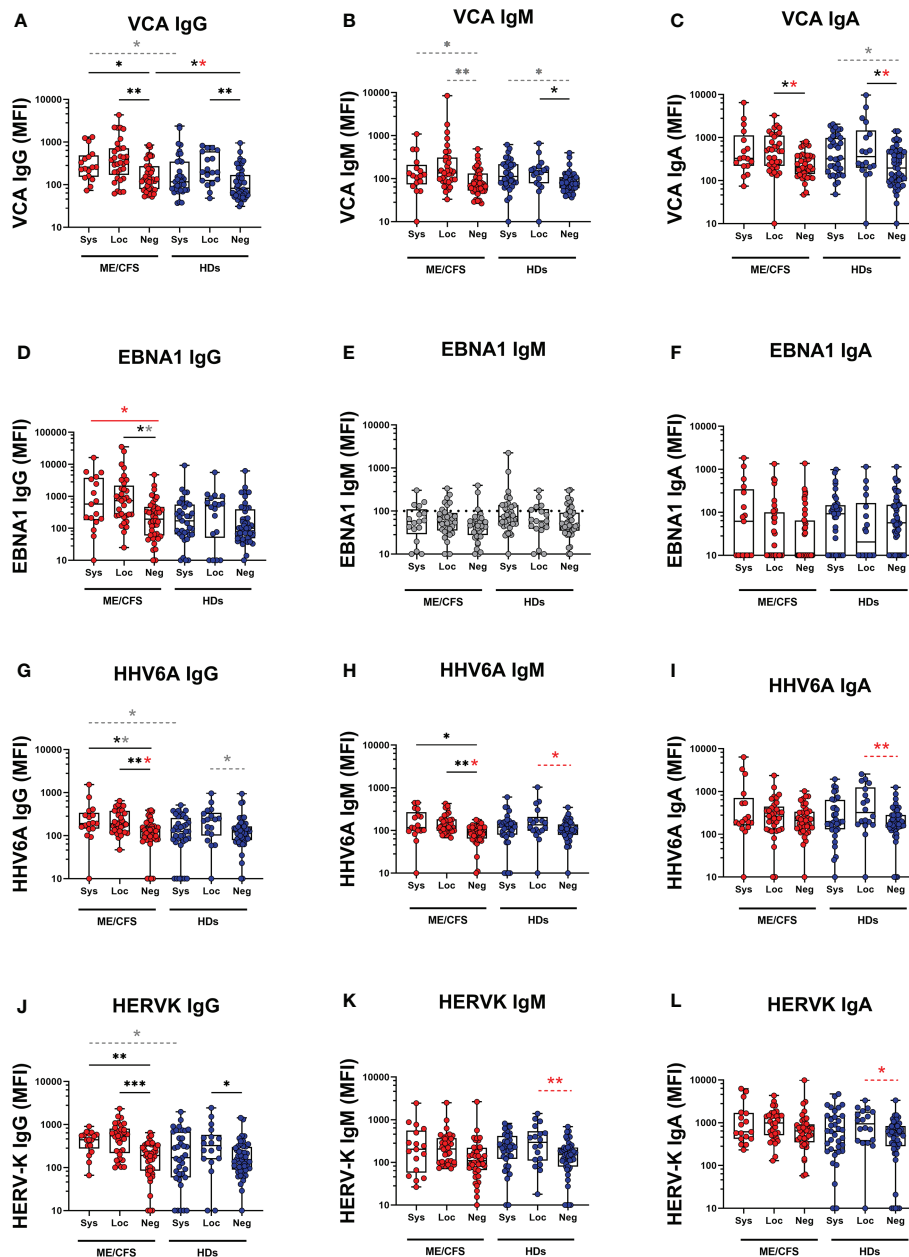 A
VCA IgG
*
*
**
**
**
VCA IgG (MFI)
10000
1000
100
10
Sys Loc Neg Sys Loc Neg
ME/CFS HDs
B
VCA IgM
*
**
*
*
VCA IgM (MFI)
10000
1000
100
10
Sys Loc Neg Sys Loc Neg
ME/CFS HDs
C
VCA IgA
*
**
**
VCA IgA (MFI)
10000
1000
100
10
Sys Loc Neg Sys Loc Neg
ME/CFS HDs
D
EBNA1 IgG
*
**
EBNA1 IgG (MFI)
100000
10000
1000
100
10
Sys Loc Neg Sys Loc Neg
ME/CFS HDs
E
EBNA1 IgM
EBNA1 IgM (MFI)
10000
1000
100
10
Sys Loc Neg Sys Loc Neg
ME/CFS HDs
F
EBNA1 IgA
EBNA1 IgA (MFI)
10000
1000
100
10
Sys Loc Neg Sys Loc Neg
ME/CFS HDs
G
HHV6A IgG
*
**
***
*
HHV6A IgG (MFI)
10000
1000
100
10
Sys Loc Neg Sys Loc Neg
ME/CFS HDs
H
HHV6A IgM
*
***
*
HHV6A IgM (MFI)
10000
1000
100
10
Sys Loc Neg Sys Loc Neg
ME/CFS HDs
I
HHV6A IgA
**
HHV6A IgA (MFI)
10000
1000
100
10
Sys Loc Neg Sys Loc Neg
ME/CFS HDs
J
HERVK IgG
*
**
***
*
HERV-K IgG (MFI)
10000
1000
100
10
Sys Loc Neg Sys Loc Neg
ME/CFS HDs
K
HERVK IgM
**
HERV-K IgM (MFI)
10000
1000
100
10
Sys Loc Neg Sys Loc Neg
ME/CFS HDs
L
HERVK IgA
*
HERV-K IgA (MFI)
10000
1000
100
10
Sys Loc Neg Sys Loc Neg
ME/CFS HDs